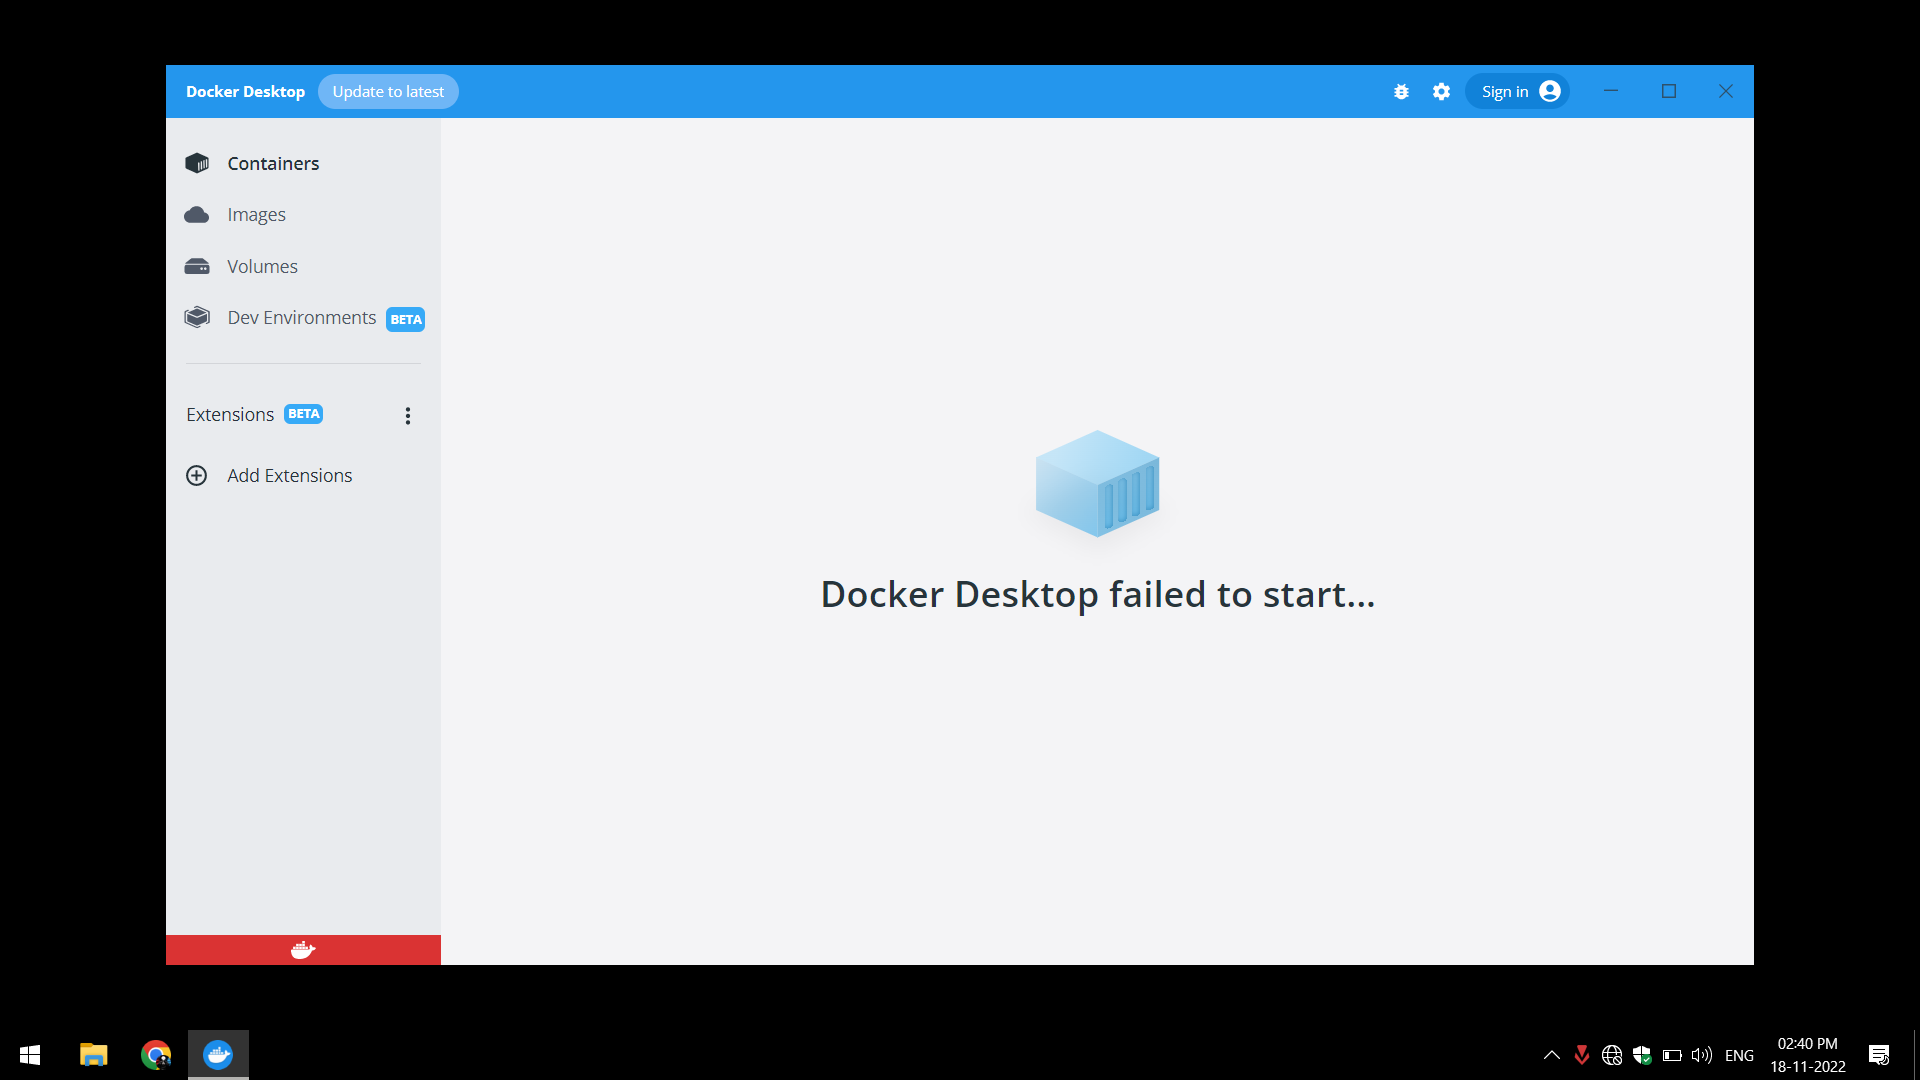 Docker Desktop Update to latest Sign in
Containers
Images
Volumes
Dev Environments BETA
Extensions BETA
Add Extensions
Docker Desktop failed to start...
ENG
02:40 PM
18-11-2022